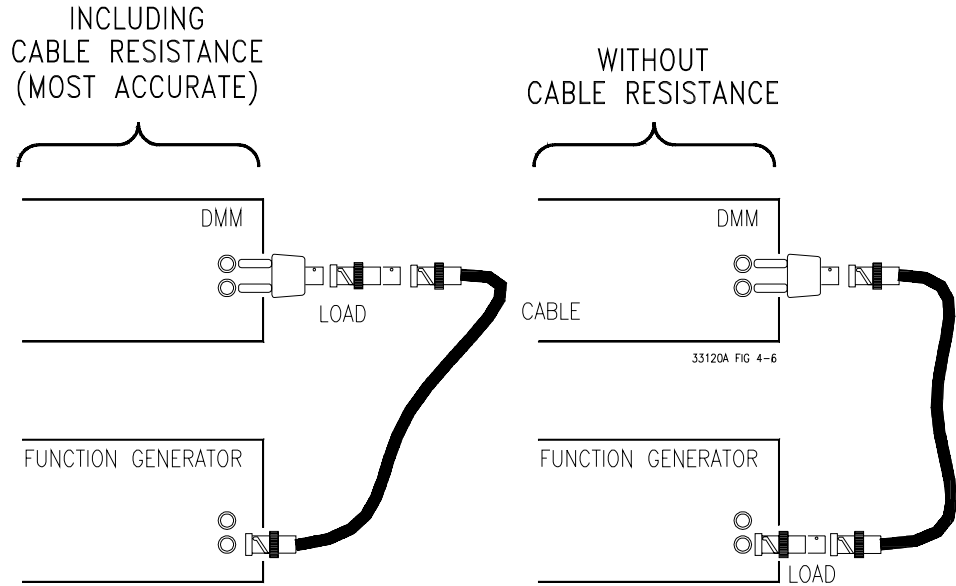 INCLUDING
CABLE RESISTANCE
(MOST ACCURATE)
WITHOUT
CABLE RESISTANCE
DMM
LOAD
CABLE
DMM
33120A FIG 4-6
FUNCTION GENERATOR
FUNCTION GENERATOR
LOAD